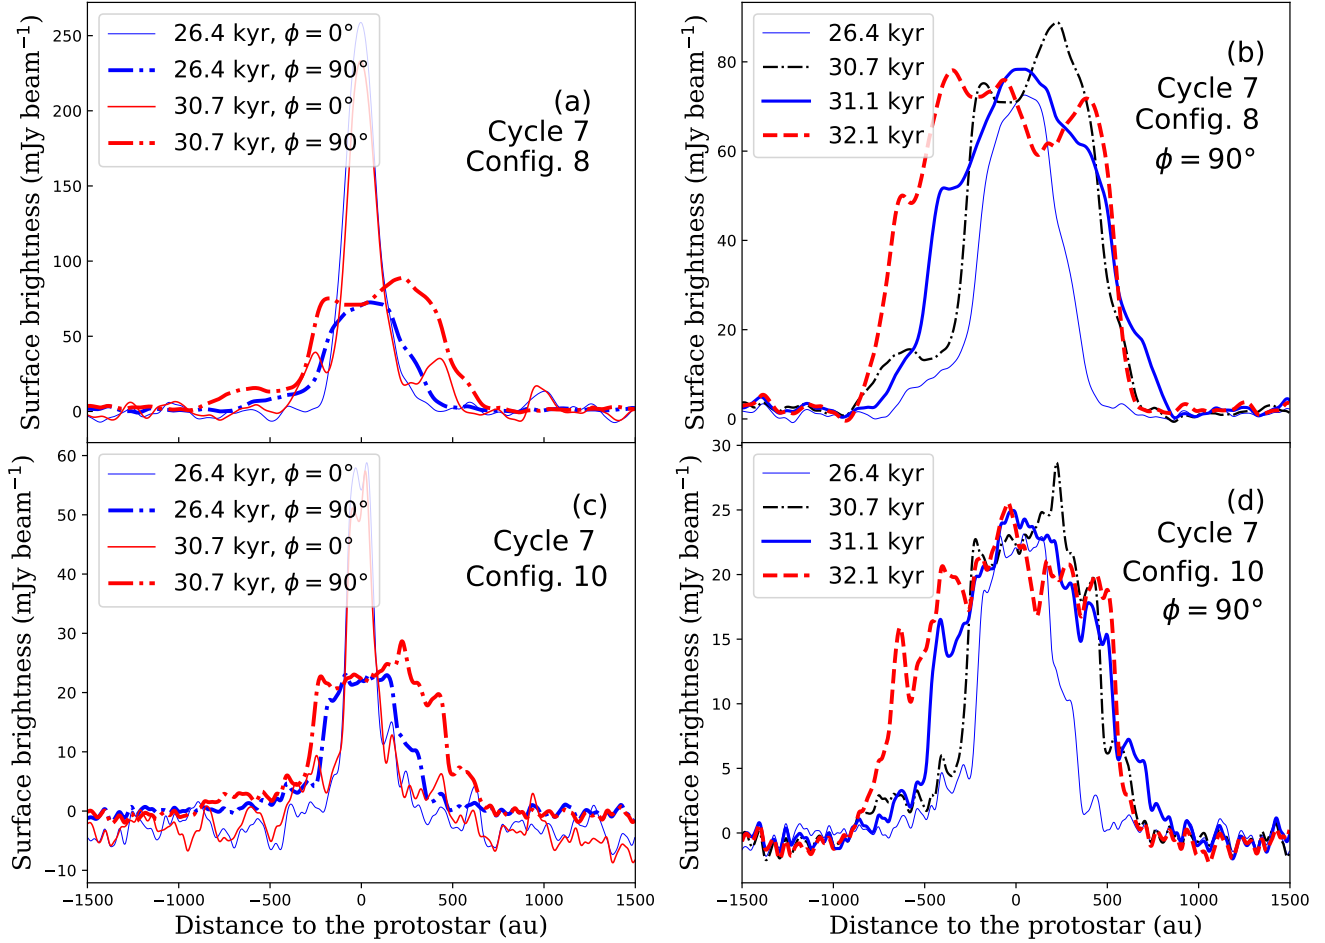 Surface brightness (mJy beam⁻¹)
250
200
150
100
50
0
26.4 kyr, ϕ = 0°
26.4 kyr, ϕ = 90°
30.7 kyr, ϕ = 0°
30.7 kyr, ϕ = 90°
(a)
Cycle 7
Config. 8
Surface brightness (mJy beam⁻¹)
80
60
40
20
0
26.4 kyr
30.7 kyr
31.1 kyr
32.1 kyr
(b)
Cycle 7
Config. 8
ϕ = 90°
Surface brightness (mJy beam⁻¹)
60
50
40
30
20
10
0
−10
26.4 kyr, ϕ = 0°
26.4 kyr, ϕ = 90°
30.7 kyr, ϕ = 0°
30.7 kyr, ϕ = 90°
(c)
Cycle 7
Config. 10
−1500 −1000 −500 0 500 1000 1500
Distance to the protostar (au)
Surface brightness (mJy beam⁻¹)
30
25
20
15
10
5
0
26.4 kyr
30.7 kyr
31.1 kyr
32.1 kyr
(d)
Cycle 7
Config. 10
ϕ = 90°
−1500 −1000 −500 0 500 1000 1500
Distance to the protostar (au)